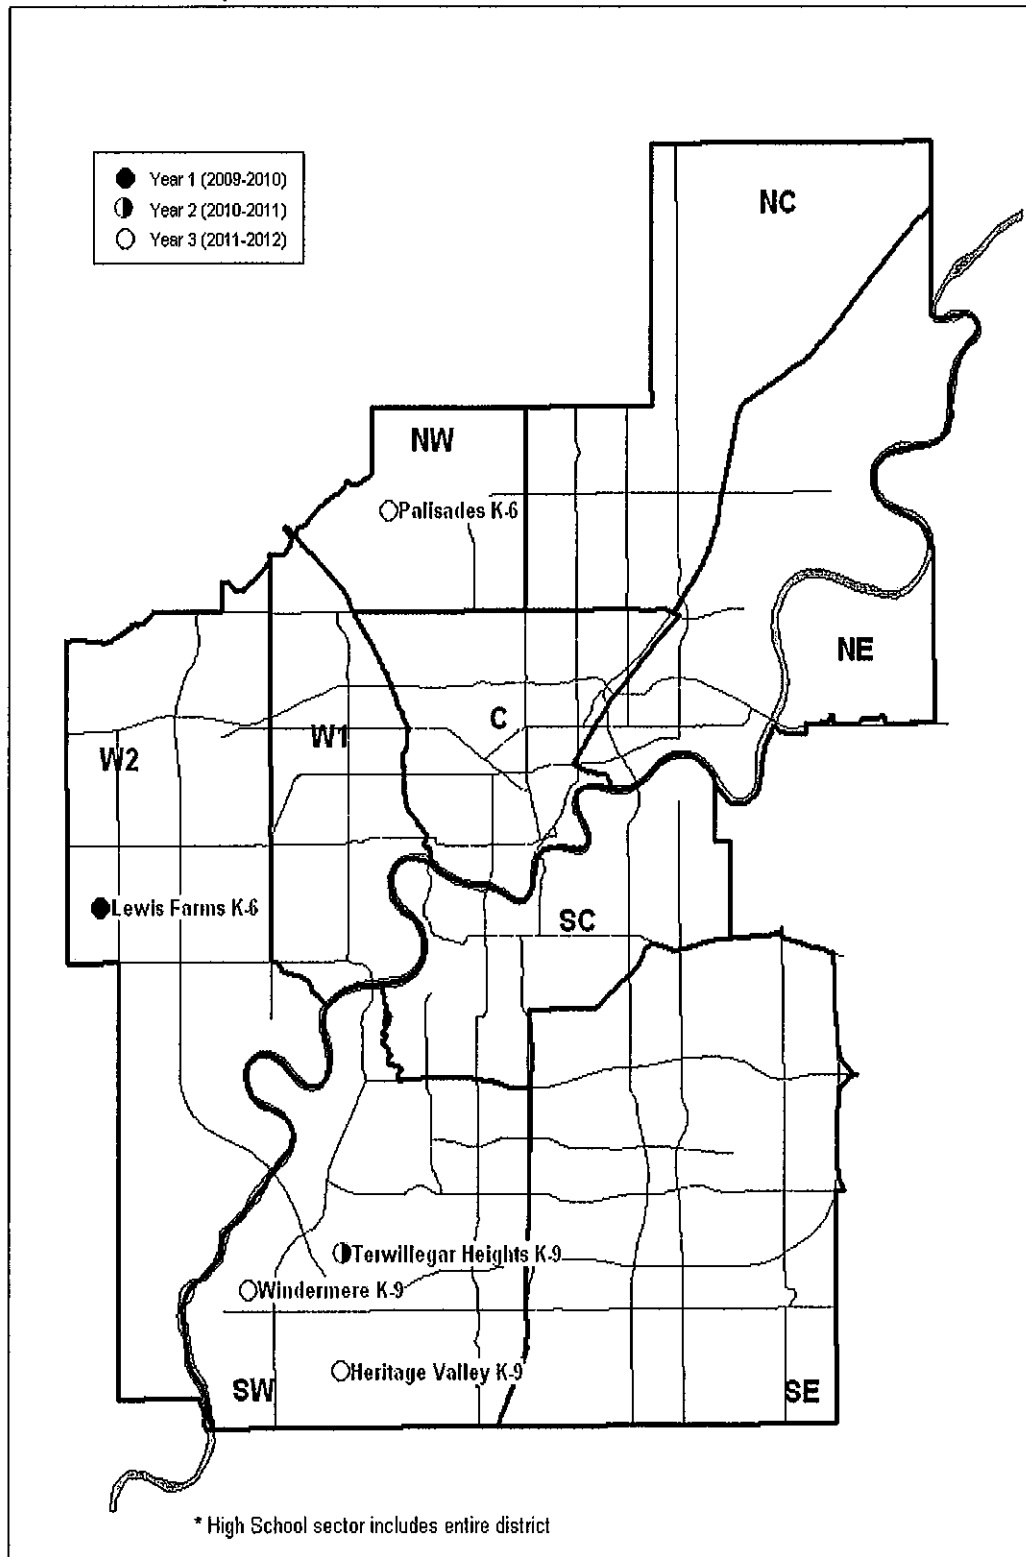 Year 1 (2009-2010)
Year 2 (2010-2011)
Year 3 (2011-2012)
NC
NW
Palisades K-6
NE
C
W1
W2
Lewis Farms K-6
SC
Terwillegar Heights K-9
Windermere K-9
Heritage Valley K-9
SW
SE
* High School sector includes entire district